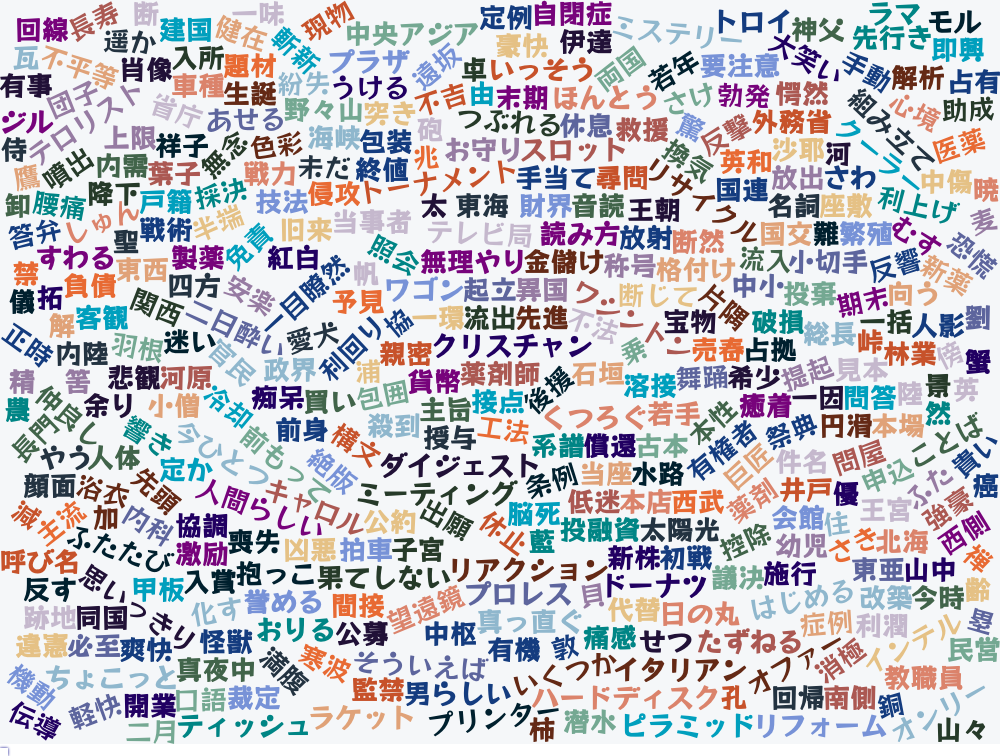 回線
長寿
断
一味
現物
中央アジア
定例
自閉症
ミステリー
トロイ
神父
ラマ
モル
遥か
建国
健在
斬新
豪快
伊達
大笑い
先行き
即興
瓦
不平等
肖像
入所
題材
プラザ
遠坂
卓
いっそう
両国
若年
要注意
手動
解析
占有
有事
団子
車種
生誕
紛失
うける
不吉
由
末期
ほんとう
さけ
勃発
愕然
組み立て
心境
助成
ジル
テロリスト
省庁
あせる
野々山
突き
砲
つぶれる
休息
救援
驚
反撃
外務省
クーラー
医薬
侍
上限
祥子
無念
色彩
海峡
包装
兆
お守り
スロット
換気
英和
沙耶
河
鷹
噴出
内需
葉子
戦力
未だ
終値
トーナメント
手当て
尋問
リサイクル
国連
放出
さわ
中傷
暁
卸
腰痛
降下
戸籍
採決
技法
侵攻
太
東海
財界
音読
王朝
名詞
座敷
利上げ
麦
答弁
しゅん
聖
戦術
半端
免責
旧来
当事者
テレビ局
読み方
放射
断然
国文
難
繁殖
むす
恐慌
すわる
製薬
紅白
照会
無理やり
金儲け
称号
格付け
流入
小切手
反響
新薬
禁
負債
東西
四方
安楽
一目瞭然
帆
ワゴン
起立
異国
クーニン
断じて
片隅
中小
投棄
期末
向う
儀
拓
関西
二日酔い
予見
協
一環
流出
先進
不法
人
宝物
破損
総長
一括
人影
劉
正時
解
客観
羽根
迷い
官民
愛犬
利回り
親密
クリスチャン
乗
売春
占拠
峠
林業
蟹
内陸
政界
浦
貨幣
薬剤師
石垣
溶接
舞踊
希少
提起
見本
精
筈
悲観
河原
冷却
痴呆
買い
包囲
主旨
接点
後援
癒着
一因
問答
陸
景
英
農
仲良し
余り
小僧
前身
構文
殺到
授与
工法
くつろぐ
若手
本性
円滑
本場
然
長門
やう
人体
響き
今ひとつ
前もって
絶版
ダイジェスト
系譜
償還
古本
有権者
祭典
件名
問屋
ことば
顔面
浴衣
先頭
定か
人間らしい
キャロル
ミーティング
条例
当座
水路
巨匠
申込
貴い
減
主流
加
内科
協調
公約
出願
休止
脳死
低迷
本店
西武
薬剤
井戸
優
王宮
ふた
強豪
癌
ふたたび
激励
喪失
凶悪
拍車
子宮
藍
投融資
太陽光
控除
会館
住
幼児
さき
北海
西側
呼び名
思い
甲板
入賞
抱っこ
果てしない
リアクション
新株
初戦
ドーナツ
議決
施行
東亜
山中
禅
反す
跡地
同国
っきり
化す
誉める
間接
望遠鏡
プロレス
貝
代替
日の丸
はじめる
改築
今時
齢
違憲
必至
爽快
怪獣
おりる
公募
中枢
真っ直ぐ
有機
敦
痛感
せつ
たずねる
症例
利潤
インテル
塁
民営
機動
ちょこっと
真夜中
満腹
寒波
そういえば
いくつか
イタリアン
オファー
消極
教職員
伝導
軽快
開業
口語
裁定
監禁
男らしい
ハードディスク
孔
回帰
南側
銅
オンリー
二月
ティッシュ
ラケット
プリンター
柿
潜水
ピラミッド
リフォーム
山々